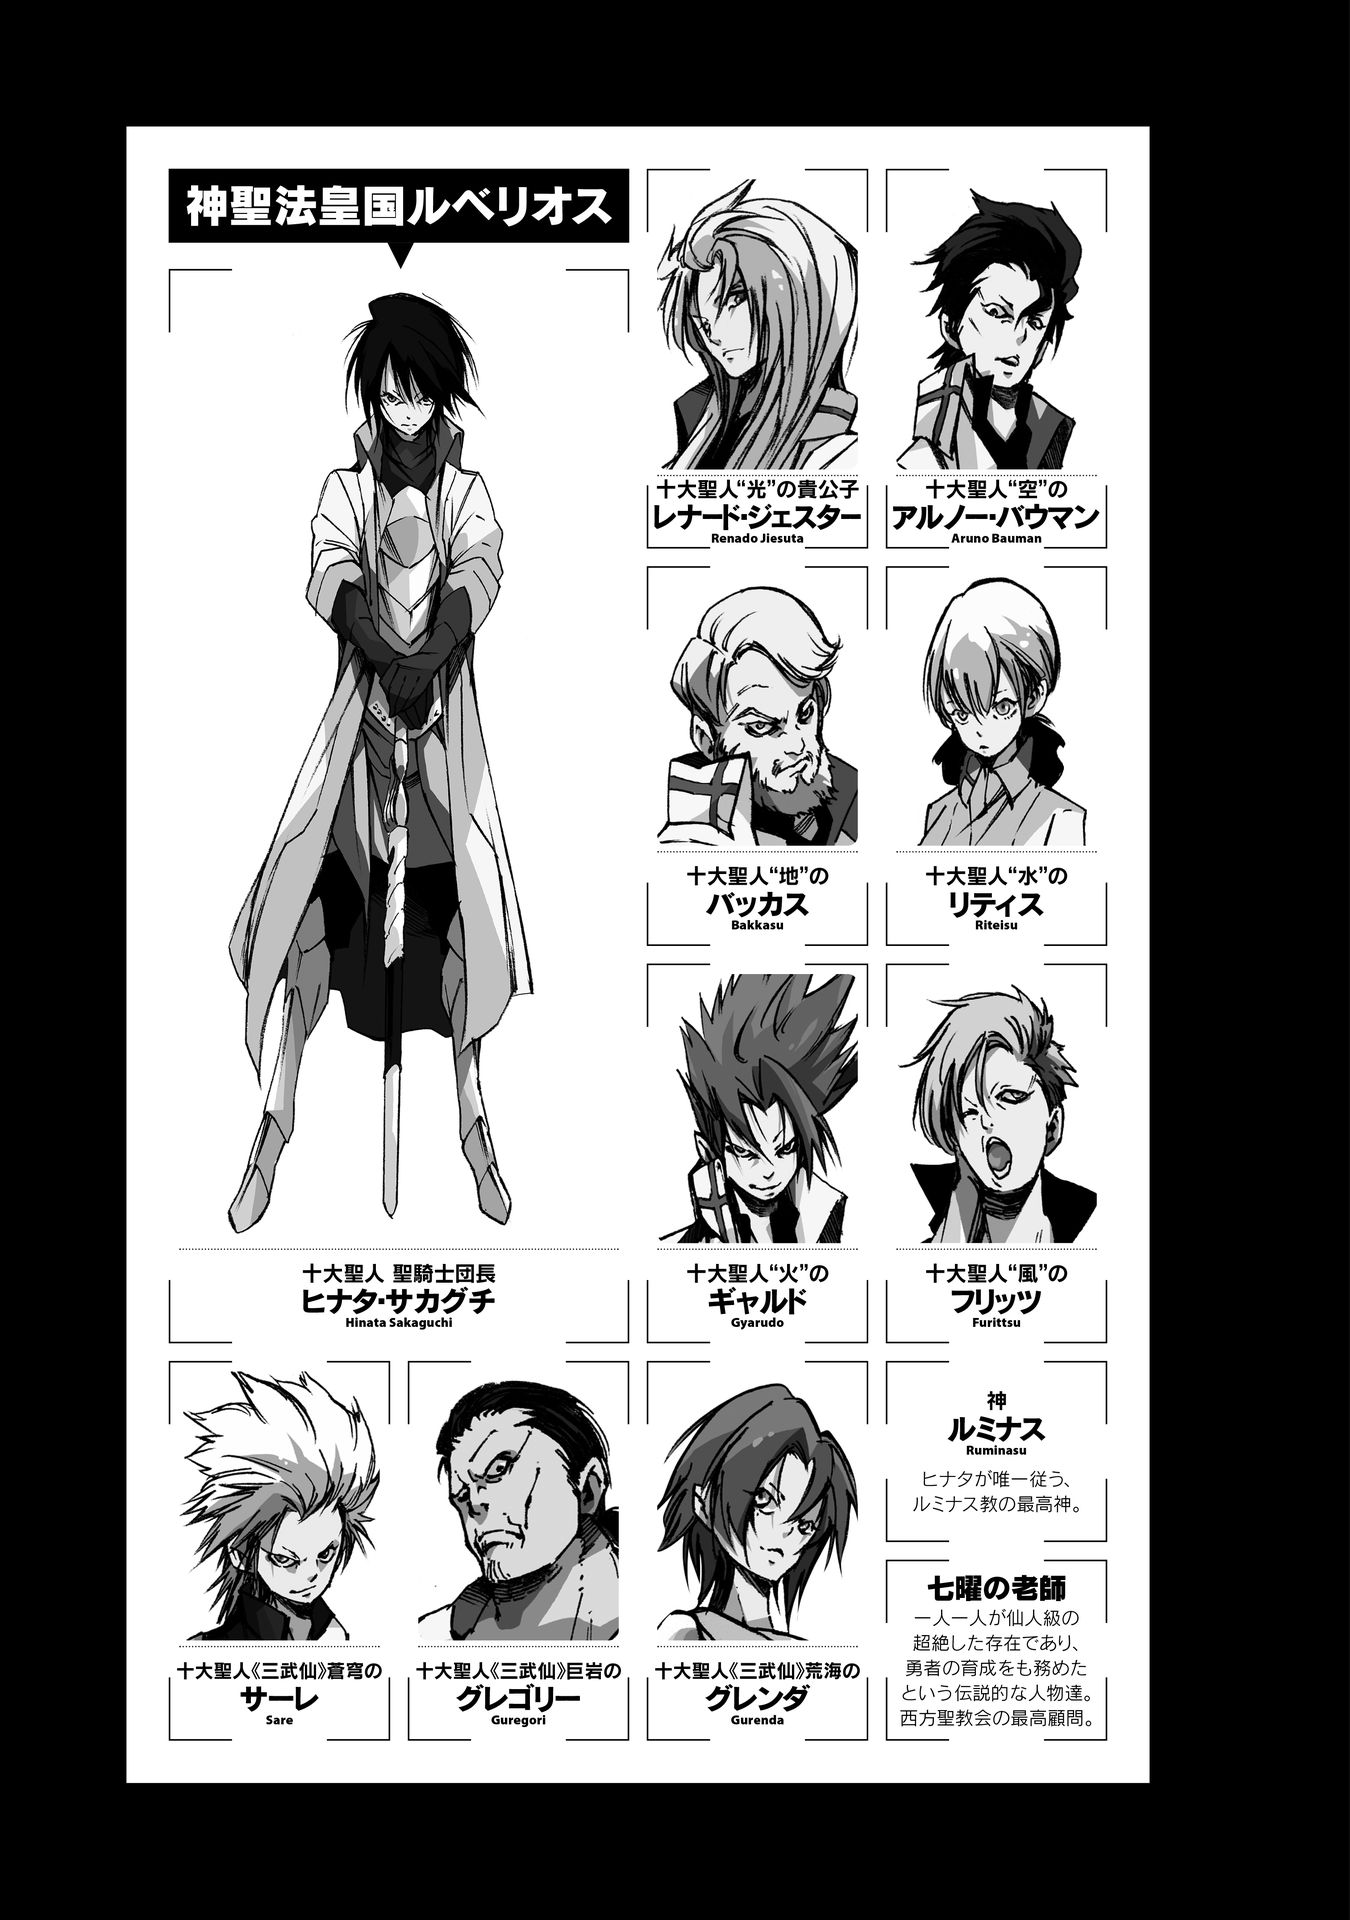 神聖法皇国ルベリオス
十大聖人“光”の貴公子
レナード・ジェスター
Renado Jiesuta
十大聖人“空”の
アルノー・バウマン
Aruno Bauman
十大聖人“地”の
バッカス
Bakkasu
十大聖人“水”の
リティス
Riteisu
十大聖人 聖騎士団長
ヒナタ・サカグチ
Hinata Sakaguchi
十大聖人“火”の
ギャルド
Gyarudo
十大聖人“風”の
フリッツ
Furittsu
十大聖人《三武仙》蒼穹の
サーレ
Sare
十大聖人《三武仙》巨岩の
グレゴリー
Guregori
十大聖人《三武仙》荒海の
グレンダ
Gurenda
神
ルミナス
Ruminasu
ヒナタが唯一従う、
ルミナス教の最高神。
七曜の老師
一人一人が仙人級の
超絶した存在であり、
勇者の育成をも務めた
という伝説的な人物達。
西方聖教会の最高顧問。